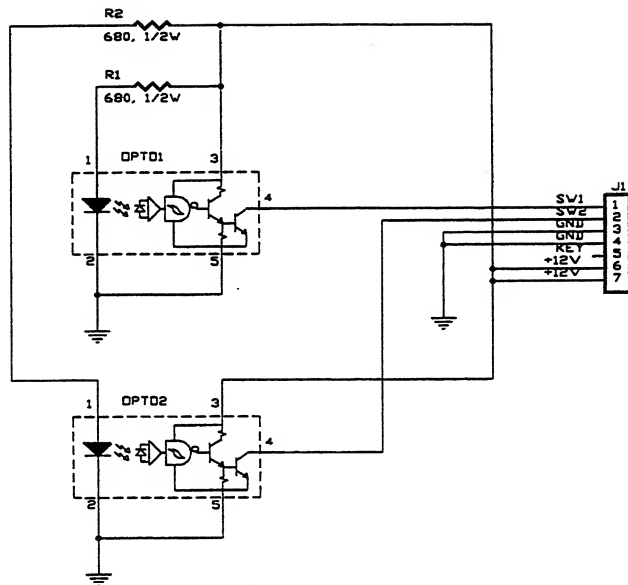 R2
680, 1/2W
R1
680, 1/2W
1
OPTO1
3
4
2
5
J1
SW1 1
SW2 2
GND 3
GND 4
KEY 5
+12V 6
+12V 7
1
OPTO2
3
4
2
5